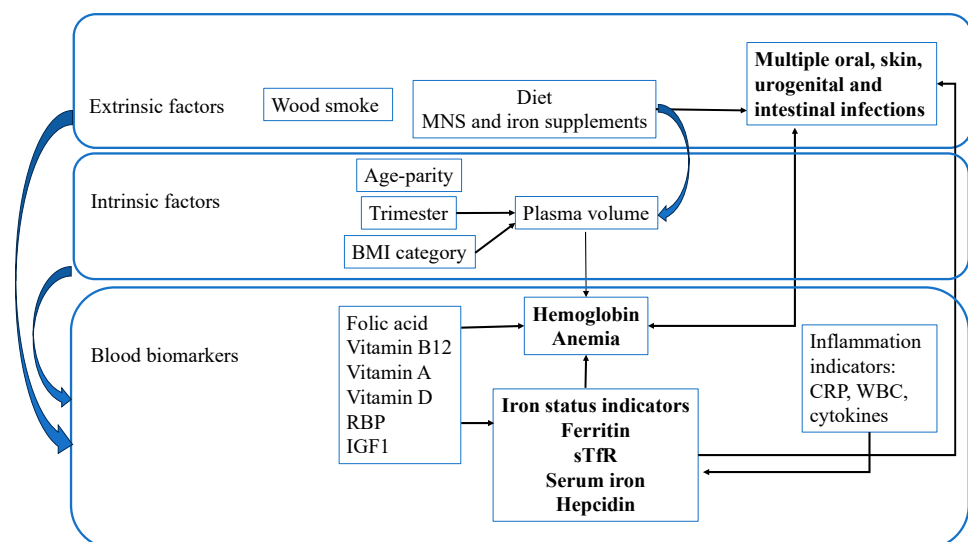 Extrinsic factors
Wood smoke
Diet
MNS and iron supplements
Multiple oral, skin,
urogenital and
intestinal infections
Intrinsic factors
Age-parity
Trimester
BMI category
Plasma volume
Blood biomarkers
Folic acid
Vitamin B12
Vitamin A
Vitamin D
RBP
IGF1
Hemoglobin
Anemia
Iron status indicators
Ferritin
sTfR
Serum iron
Hepcidin
Inflammation
indicators:
CRP, WBC,
cytokines